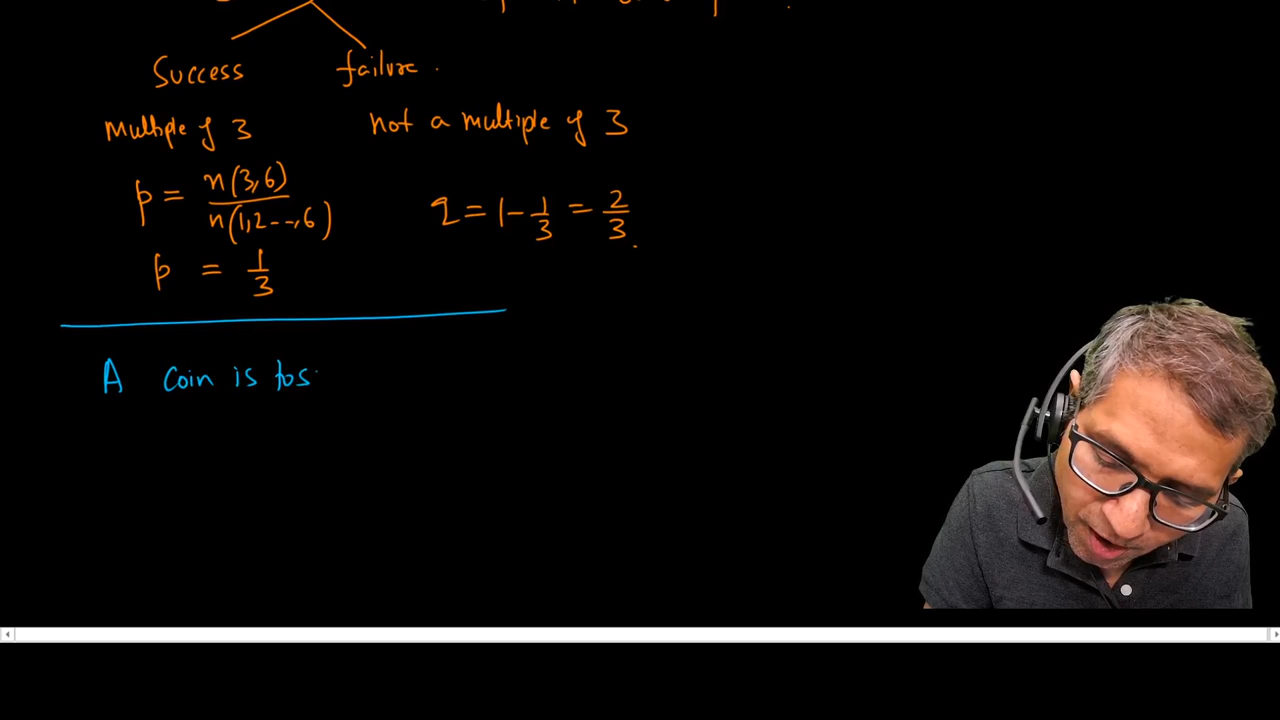 Success failure.
Multiple of 3 not a multiple of 3
p = n(3,6)/n(1,2--,6) q = 1 - 1/3 = 2/3.
p = 1/3
A coin is tos